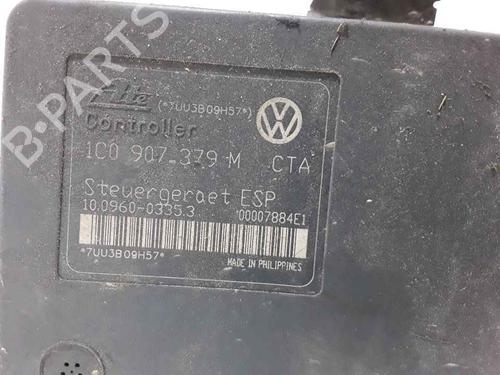 B-PARTS
Ate (*7UU3B09H57*)
Controller
1C0 907 379 M CTA
Steuergeraet ESP
10.0960-0335.3 00007884E1
*7UU3B09H57*
MADE IN PHILIPPINES